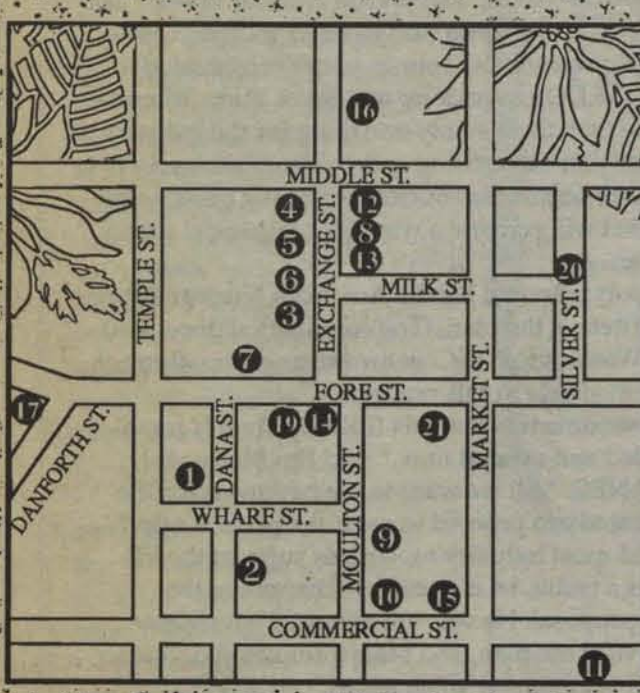 16
MIDDLE ST.
4
12
5
8
6
13
20
3
MILK ST.
TEMPLE ST.
EXCHANGE ST.
SILVER ST.
7
FORE ST.
17
19
14
21
DANFORTH ST.
DANA ST.
MARKET ST.
1
WHARF ST.
MOULTON ST.
9
2
10
15
COMMERCIAL ST.
11